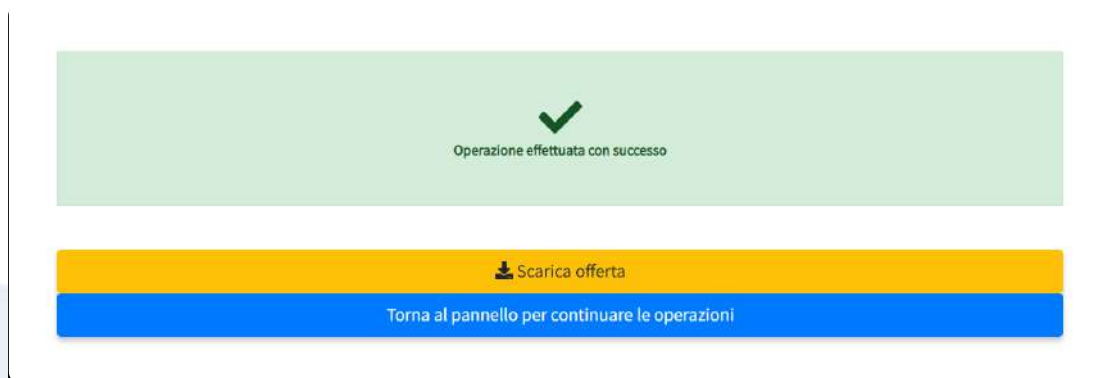 Operazione effettuata con successo
Scarica offerta
Torna al pannello per continuare le operazioni